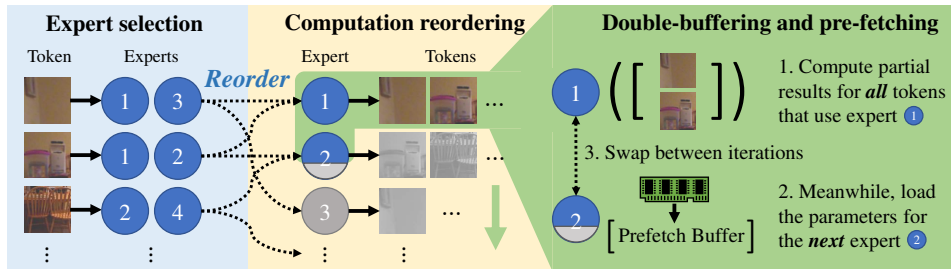 Expert selection
Token
Experts
1
3
1
2
2
4
Computation reordering
Reorder
Expert
Tokens
1
...
2
...
3
...
Double-buffering and pre-fetching
1
1. Compute partial
results for all tokens
that use expert 1
3. Swap between iterations
2
[Prefetch Buffer]
2. Meanwhile, load
the parameters for
the next expert 2